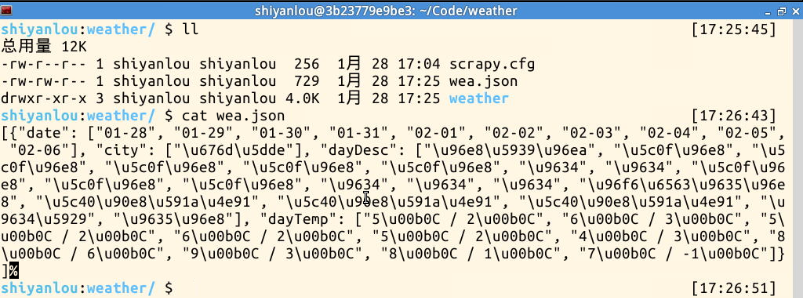 shiyanlou@3b23779e9be3: ~/Code/weather
shiyanlou:weather/ $ ll [17:25:45]
总用量 12K
-rw-r--r-- 1 shiyanlou shiyanlou  256  1月 28 17:04 scrapy.cfg
-rw-rw-r-- 1 shiyanlou shiyanlou  729  1月 28 17:25 wea.json
drwxr-xr-x 3 shiyanlou shiyanlou 4.0K  1月 28 17:25 weather
shiyanlou:weather/ $ cat wea.json [17:26:43]
[{"date": ["01-28", "01-29", "01-30", "01-31", "02-01", "02-02", "02-03", "02-04", "02-05",
 "02-06"], "city": ["\u676d\u5dde"], "dayDesc": ["\u96e8\u5939\u96ea", "\u5c0f\u96e8", "\u5
c0f\u96e8", "\u5c0f\u96e8", "\u5c0f\u96e8", "\u5c0f\u96e8", "\u9634", "\u9634", "\u5c0f\u96e
8", "\u5c0f\u96e8", "\u5c0f\u96e8", "\u9634", "\u9634", "\u9634", "\u96f6\u6563\u9635\u96e
8", "\u5c40\u90e8\u591a\u4e91", "\u5c40\u90e8\u591a\u4e91", "\u5c40\u90e8\u591a\u4e91", "\u
9634\u5929", "\u9635\u96e8"], "dayTemp": ["5\u00b0C / 2\u00b0C", "6\u00b0C / 3\u00b0C", "5\
u00b0C / 2\u00b0C", "6\u00b0C / 2\u00b0C", "5\u00b0C / 2\u00b0C", "4\u00b0C / 3\u00b0C", "8
\u00b0C / 6\u00b0C", "9\u00b0C / 3\u00b0C", "8\u00b0C / 1\u00b0C", "7\u00b0C / -1\u00b0C"]}
]%
shiyanlou:weather/ $ [17:26:51]